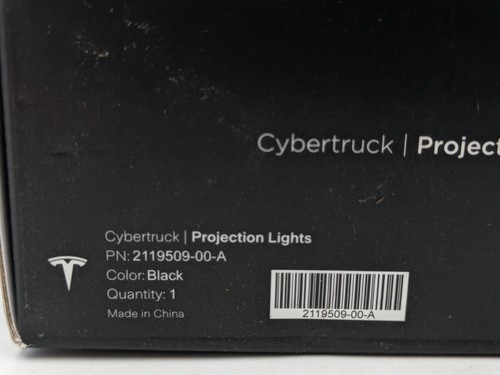 Cybertruck | Project
Cybertruck | Projection Lights
PN: 2119509-00-A
Color: Black
Quantity: 1
Made in China
2119509-00-A